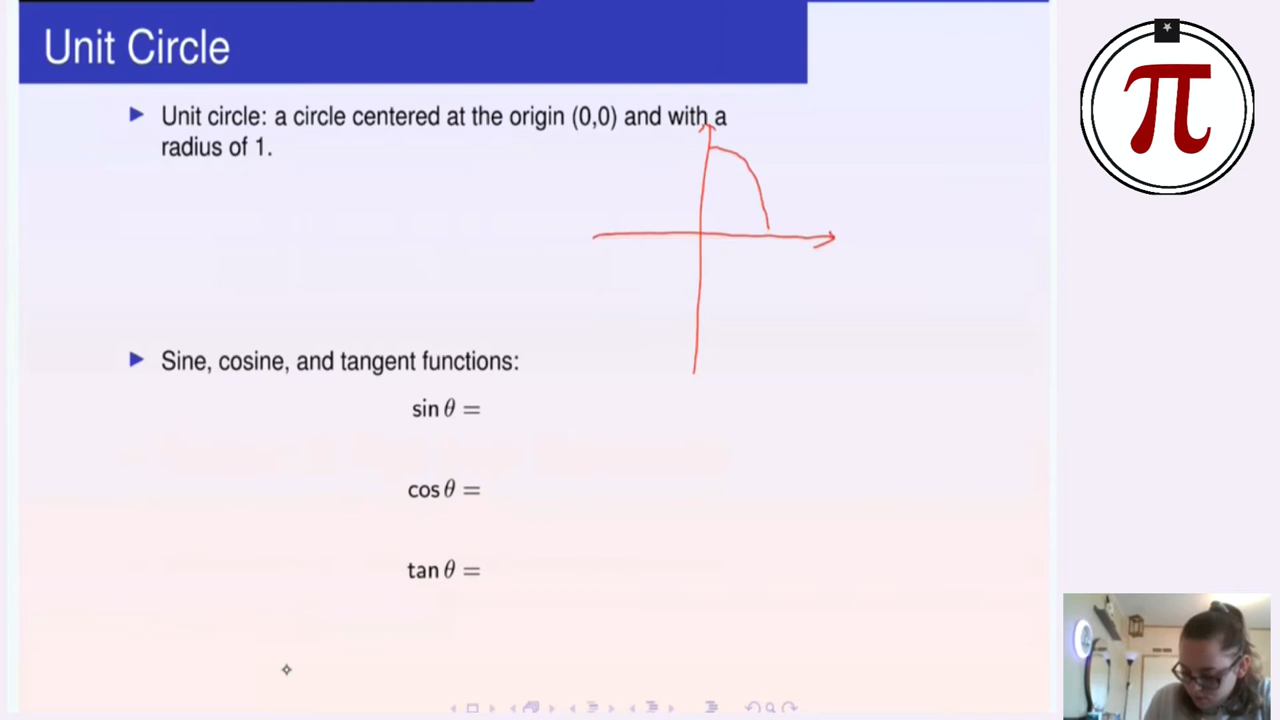 Unit Circle
Unit circle: a circle centered at the origin (0,0) and with a
radius of 1.
Sine, cosine, and tangent functions:
sin θ =
cos θ =
tan θ =
π